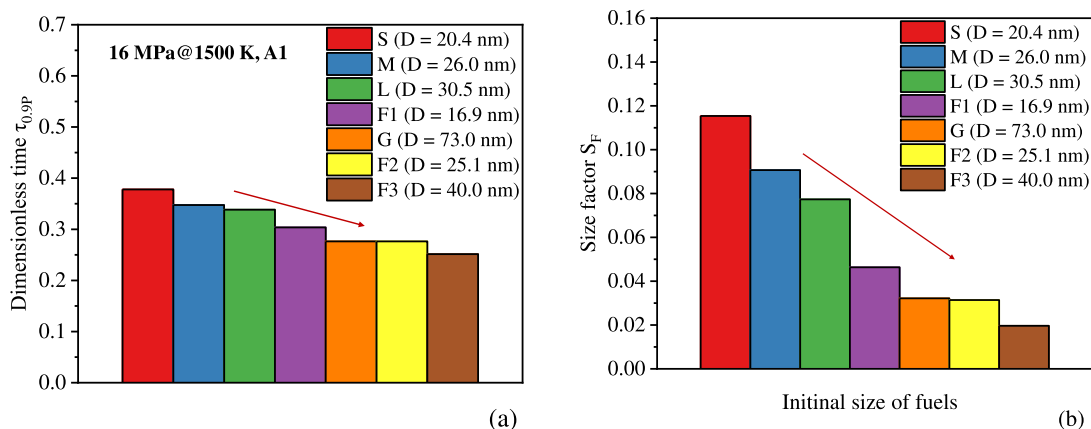 0.7
0.6
0.5
0.4
0.3
0.2
0.1
0.0
Dimensionless time τ0.9P
16 MPa@1500 K, A1
S (D = 20.4 nm)
M (D = 26.0 nm)
L (D = 30.5 nm)
F1 (D = 16.9 nm)
G (D = 73.0 nm)
F2 (D = 25.1 nm)
F3 (D = 40.0 nm)
(a)
0.16
0.14
0.12
0.10
0.08
0.06
0.04
0.02
0.00
Size factor SF
S (D = 20.4 nm)
M (D = 26.0 nm)
L (D = 30.5 nm)
F1 (D = 16.9 nm)
G (D = 73.0 nm)
F2 (D = 25.1 nm)
F3 (D = 40.0 nm)
Initinal size of fuels
(b)